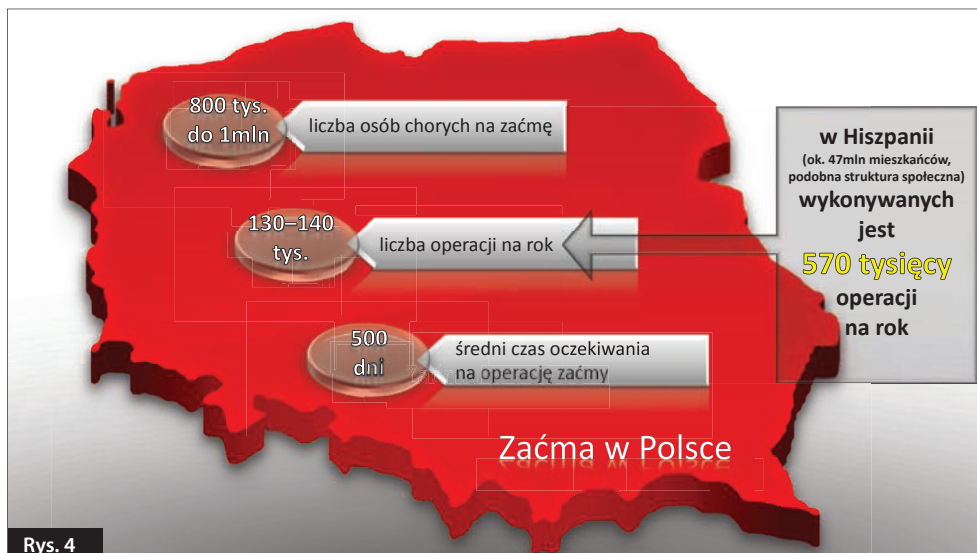 800 tys.
do 1mln
liczba osób chorych na zaćmę
130–140
tys.
liczba operacji na rok
500
dni
średni czas oczekiwania
na operację zaćmy
w Hiszpanii
(ok. 47mln mieszkańców,
podobna struktura społeczna)
wykonywanych
jest
570 tysięcy
operacji
na rok
Zaćma w Polsce
Rys. 4